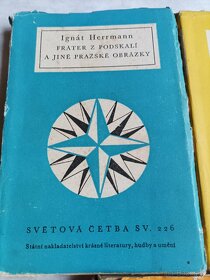 Ignát Herrmann
FRÁTER Z PODSKALÍ
A JINÉ PRAŽSKÉ OBRÁZKY
SVĚTOVÁ ČETBA SV. 226
Státní nakladatelství krásné literatury, hudby a umění